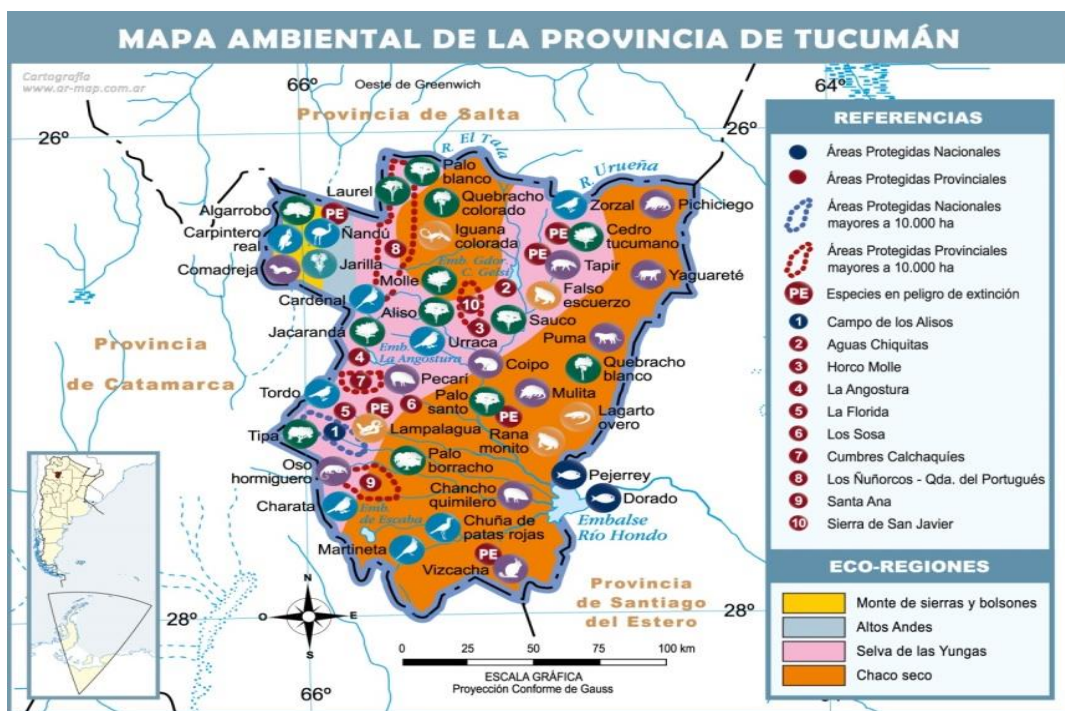 MAPA AMBIENTAL DE LA PROVINCIA DE TUCUMÁN
Cartografía
www.ar-map.com.ar
66º
Oeste de Greenwich
64º
Provincia de Salta
26º
26º
R. El Tala
R. Urueña
Palo
blanco
Laurel
Quebracho
colorado
Zorzal
Pichiciego
Algarrobo
PE
Carpintero
real
Ñandú
Iguana
colorada
PE
Cedro
tucumano
8
PE
Comadreja
Jarilla
Emb. Gdor.
C. Gelsi
Tapir
Yaguareté
Molle
2
Falso
escuerzo
Cardenal
Aliso
10
Sauco
Jacarandá
3
Urraca
Puma
Emb.
La Angostura
4
Coipo
Quebracho
blanco
Provincia
de Catamarca
Tordo
7
Pecarí
Mulita
Palo
santo
5
PE
6
PE
Lagarto
overo
Tipa
1
Lampalagua
Rana
monito
Oso
hormiguero
Palo
borracho
Pejerrey
9
Chancho
quimilero
Dorado
Charata
Emb.
de Escaba
Chuña de
patas rojas
Embalse
Río Hondo
Martineta
PE
Vizcacha
Provincia
de Santiago
del Estero
28º
28º
N
O
E
S
0
25
50
75
100 km
ESCALA GRÁFICA
Proyección Conforme de Gauss
66º
64º
REFERENCIAS
Áreas Protegidas Nacionales
Áreas Protegidas Provinciales
Áreas Protegidas Nacionales
mayores a 10.000 ha
Áreas Protegidas Provinciales
mayores a 10.000 ha
PE Especies en peligro de extinción
1 Campo de los Alisos
2 Aguas Chiquitas
3 Horco Molle
4 La Angostura
5 La Florida
6 Los Sosa
7 Cumbres Calchaquíes
8 Los Ñuñorcos - Qda. del Portugués
9 Santa Ana
10 Sierra de San Javier
ECO-REGIONES
Monte de sierras y bolsones
Altos Andes
Selva de las Yungas
Chaco seco